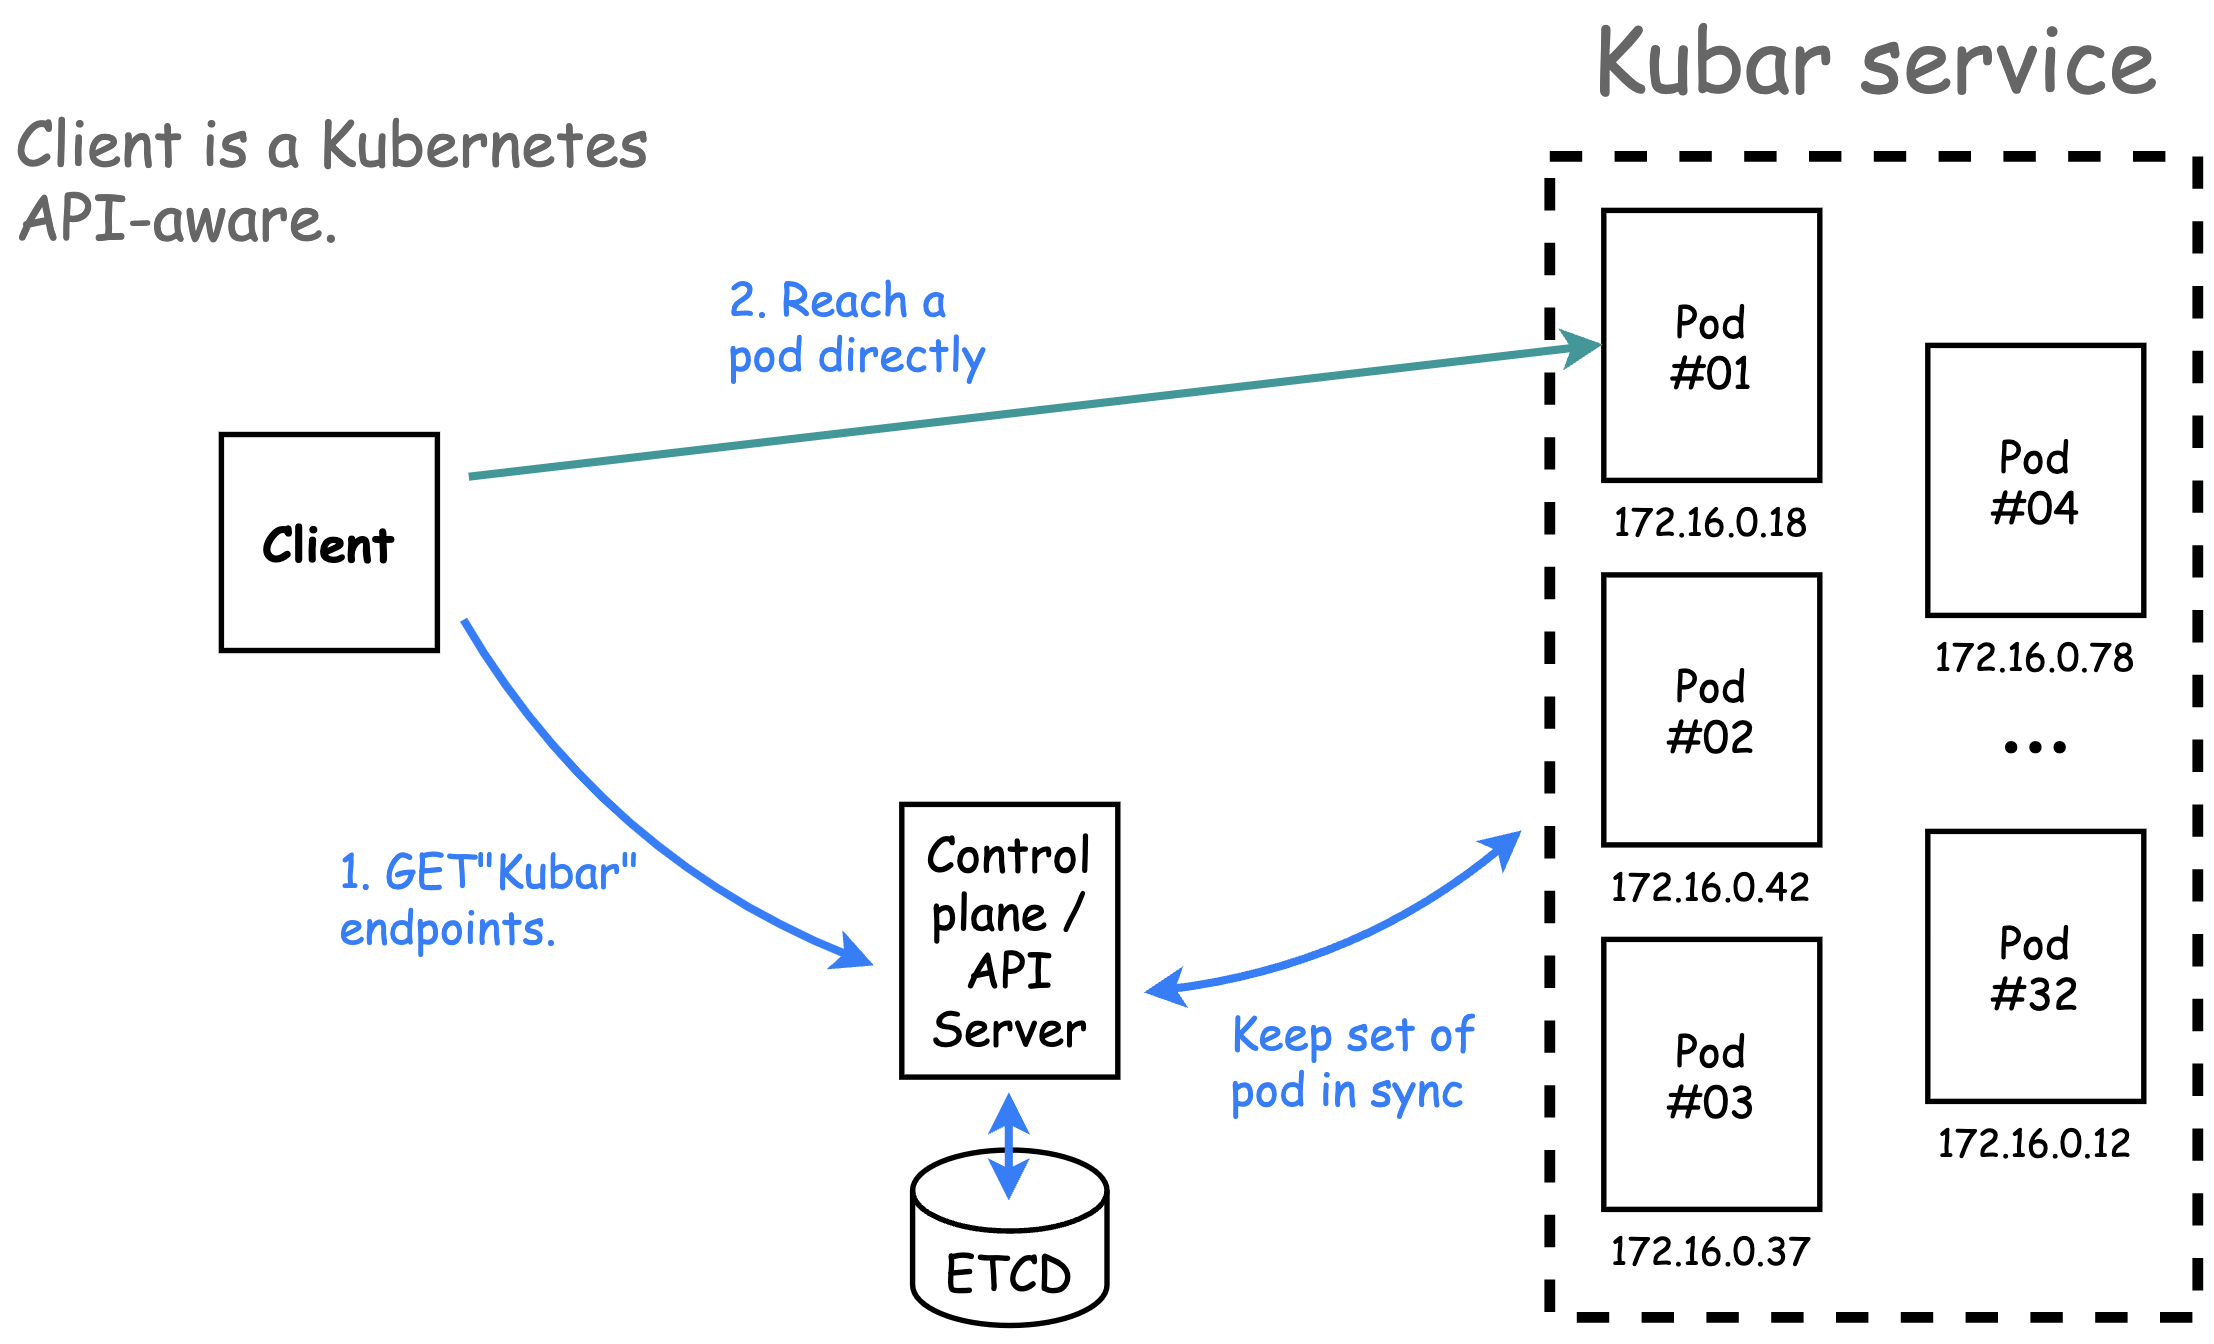 Kubar service
Client is a Kubernetes
API-aware.
2. Reach a
pod directly
Client
1. GET"Kubar"
endpoints.
Control
plane /
API
Server
ETCD
Keep set of
pod in sync
Pod
#01
172.16.0.18
Pod
#02
172.16.0.42
Pod
#03
172.16.0.37
Pod
#04
172.16.0.78
...
Pod
#32
172.16.0.12